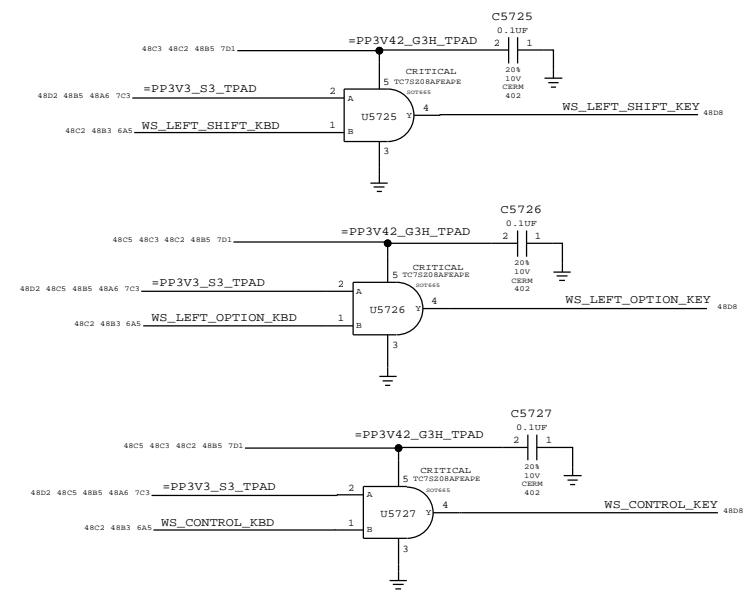 C5725
0.1UF
=PP3V42_G3H_TPAD
48C3 48C2 48B5 7D1
2 1
20%
10V
CERM
402
CRITICAL
5 TC7SZ08AFEAPE
SOT665
=PP3V3_S3_TPAD
48D2 48B5 48A6 7C3
2
A
4
U5725 Y
WS_LEFT_SHIFT_KEY
48D8
WS_LEFT_SHIFT_KBD
48C2 48B3 6A5
1
B
3
C5726
0.1UF
=PP3V42_G3H_TPAD
48C5 48C3 48C2 48B5 7D1
2 1
20%
10V
CERM
402
CRITICAL
5 TC7SZ08AFEAPE
SOT665
=PP3V3_S3_TPAD
48D2 48C5 48B5 48A6 7C3
2
A
4
U5726 Y
WS_LEFT_OPTION_KEY
48D8
WS_LEFT_OPTION_KBD
48C2 48B3 6A5
1
B
3
C5727
0.1UF
=PP3V42_G3H_TPAD
48C5 48C3 48C2 48B5 7D1
2 1
20%
10V
CERM
402
CRITICAL
5 TC7SZ08AFEAPE
SOT665
=PP3V3_S3_TPAD
48D2 48C5 48B5 48A6 7C3
2
A
4
U5727 Y
WS_CONTROL_KEY
48D8
WS_CONTROL_KBD
48C2 48B3 6A5
1
B
3